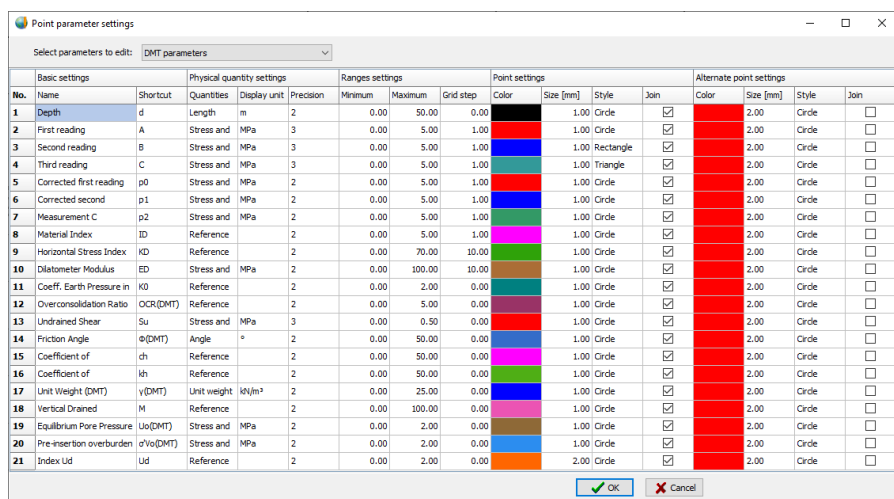 Point parameter settings
Select parameters to edit: DMT parameters
Basic settings Physical quantity settings Ranges settings Point settings Alternate point settings
No. Name Shortcut Quantities Display unit Precision Minimum Maximum Grid step Color Size [mm] Style Join Color Size [mm] Style Join
1 Depth d Length m 2 0.00 50.00 0.00 1.00 Circle 2.00 Circle
2 First reading A Stress and MPa 3 0.00 5.00 1.00 1.00 Circle 2.00 Circle
3 Second reading B Stress and MPa 3 0.00 5.00 1.00 1.00 Rectangle 2.00 Circle
4 Third reading C Stress and MPa 3 0.00 5.00 1.00 1.00 Triangle 2.00 Circle
5 Corrected first reading p0 Stress and MPa 2 0.00 5.00 1.00 1.00 Circle 2.00 Circle
6 Corrected second p1 Stress and MPa 2 0.00 5.00 1.00 1.00 Circle 2.00 Circle
7 Measurement C p2 Stress and MPa 2 0.00 5.00 1.00 1.00 Circle 2.00 Circle
8 Material Index ID Reference 2 0.00 5.00 1.00 1.00 Circle 2.00 Circle
9 Horizontal Stress Index KD Reference 2 0.00 70.00 10.00 1.00 Circle 2.00 Circle
10 Dilatometer Modulus ED Stress and MPa 2 0.00 100.00 10.00 1.00 Circle 2.00 Circle
11 Coeff. Earth Pressure in K0 Reference 2 0.00 2.00 0.00 1.00 Circle 2.00 Circle
12 Overconsolidation Ratio OCR(DMT) Reference 2 0.00 5.00 0.00 1.00 Circle 2.00 Circle
13 Undrained Shear Su Stress and MPa 3 0.00 0.50 0.00 1.00 Circle 2.00 Circle
14 Friction Angle Φ(DMT) Angle ° 2 0.00 50.00 0.00 1.00 Circle 2.00 Circle
15 Coefficient of ch Reference 2 0.00 50.00 0.00 1.00 Circle 2.00 Circle
16 Coefficient of kh Reference 2 0.00 50.00 0.00 1.00 Circle 2.00 Circle
17 Unit Weight (DMT) γ(DMT) Unit weight kN/m³ 2 0.00 25.00 0.00 1.00 Circle 2.00 Circle
18 Vertical Drained M Reference 2 0.00 100.00 0.00 1.00 Circle 2.00 Circle
19 Equilibrium Pore Pressure Uo(DMT) Stress and MPa 2 0.00 2.00 0.00 1.00 Circle 2.00 Circle
20 Pre-insertion overburden σ'Vo(DMT) Stress and MPa 2 0.00 2.00 0.00 1.00 Circle 2.00 Circle
21 Index Ud Ud Reference 2 0.00 2.00 0.00 2.00 Circle 2.00 Circle
OK Cancel